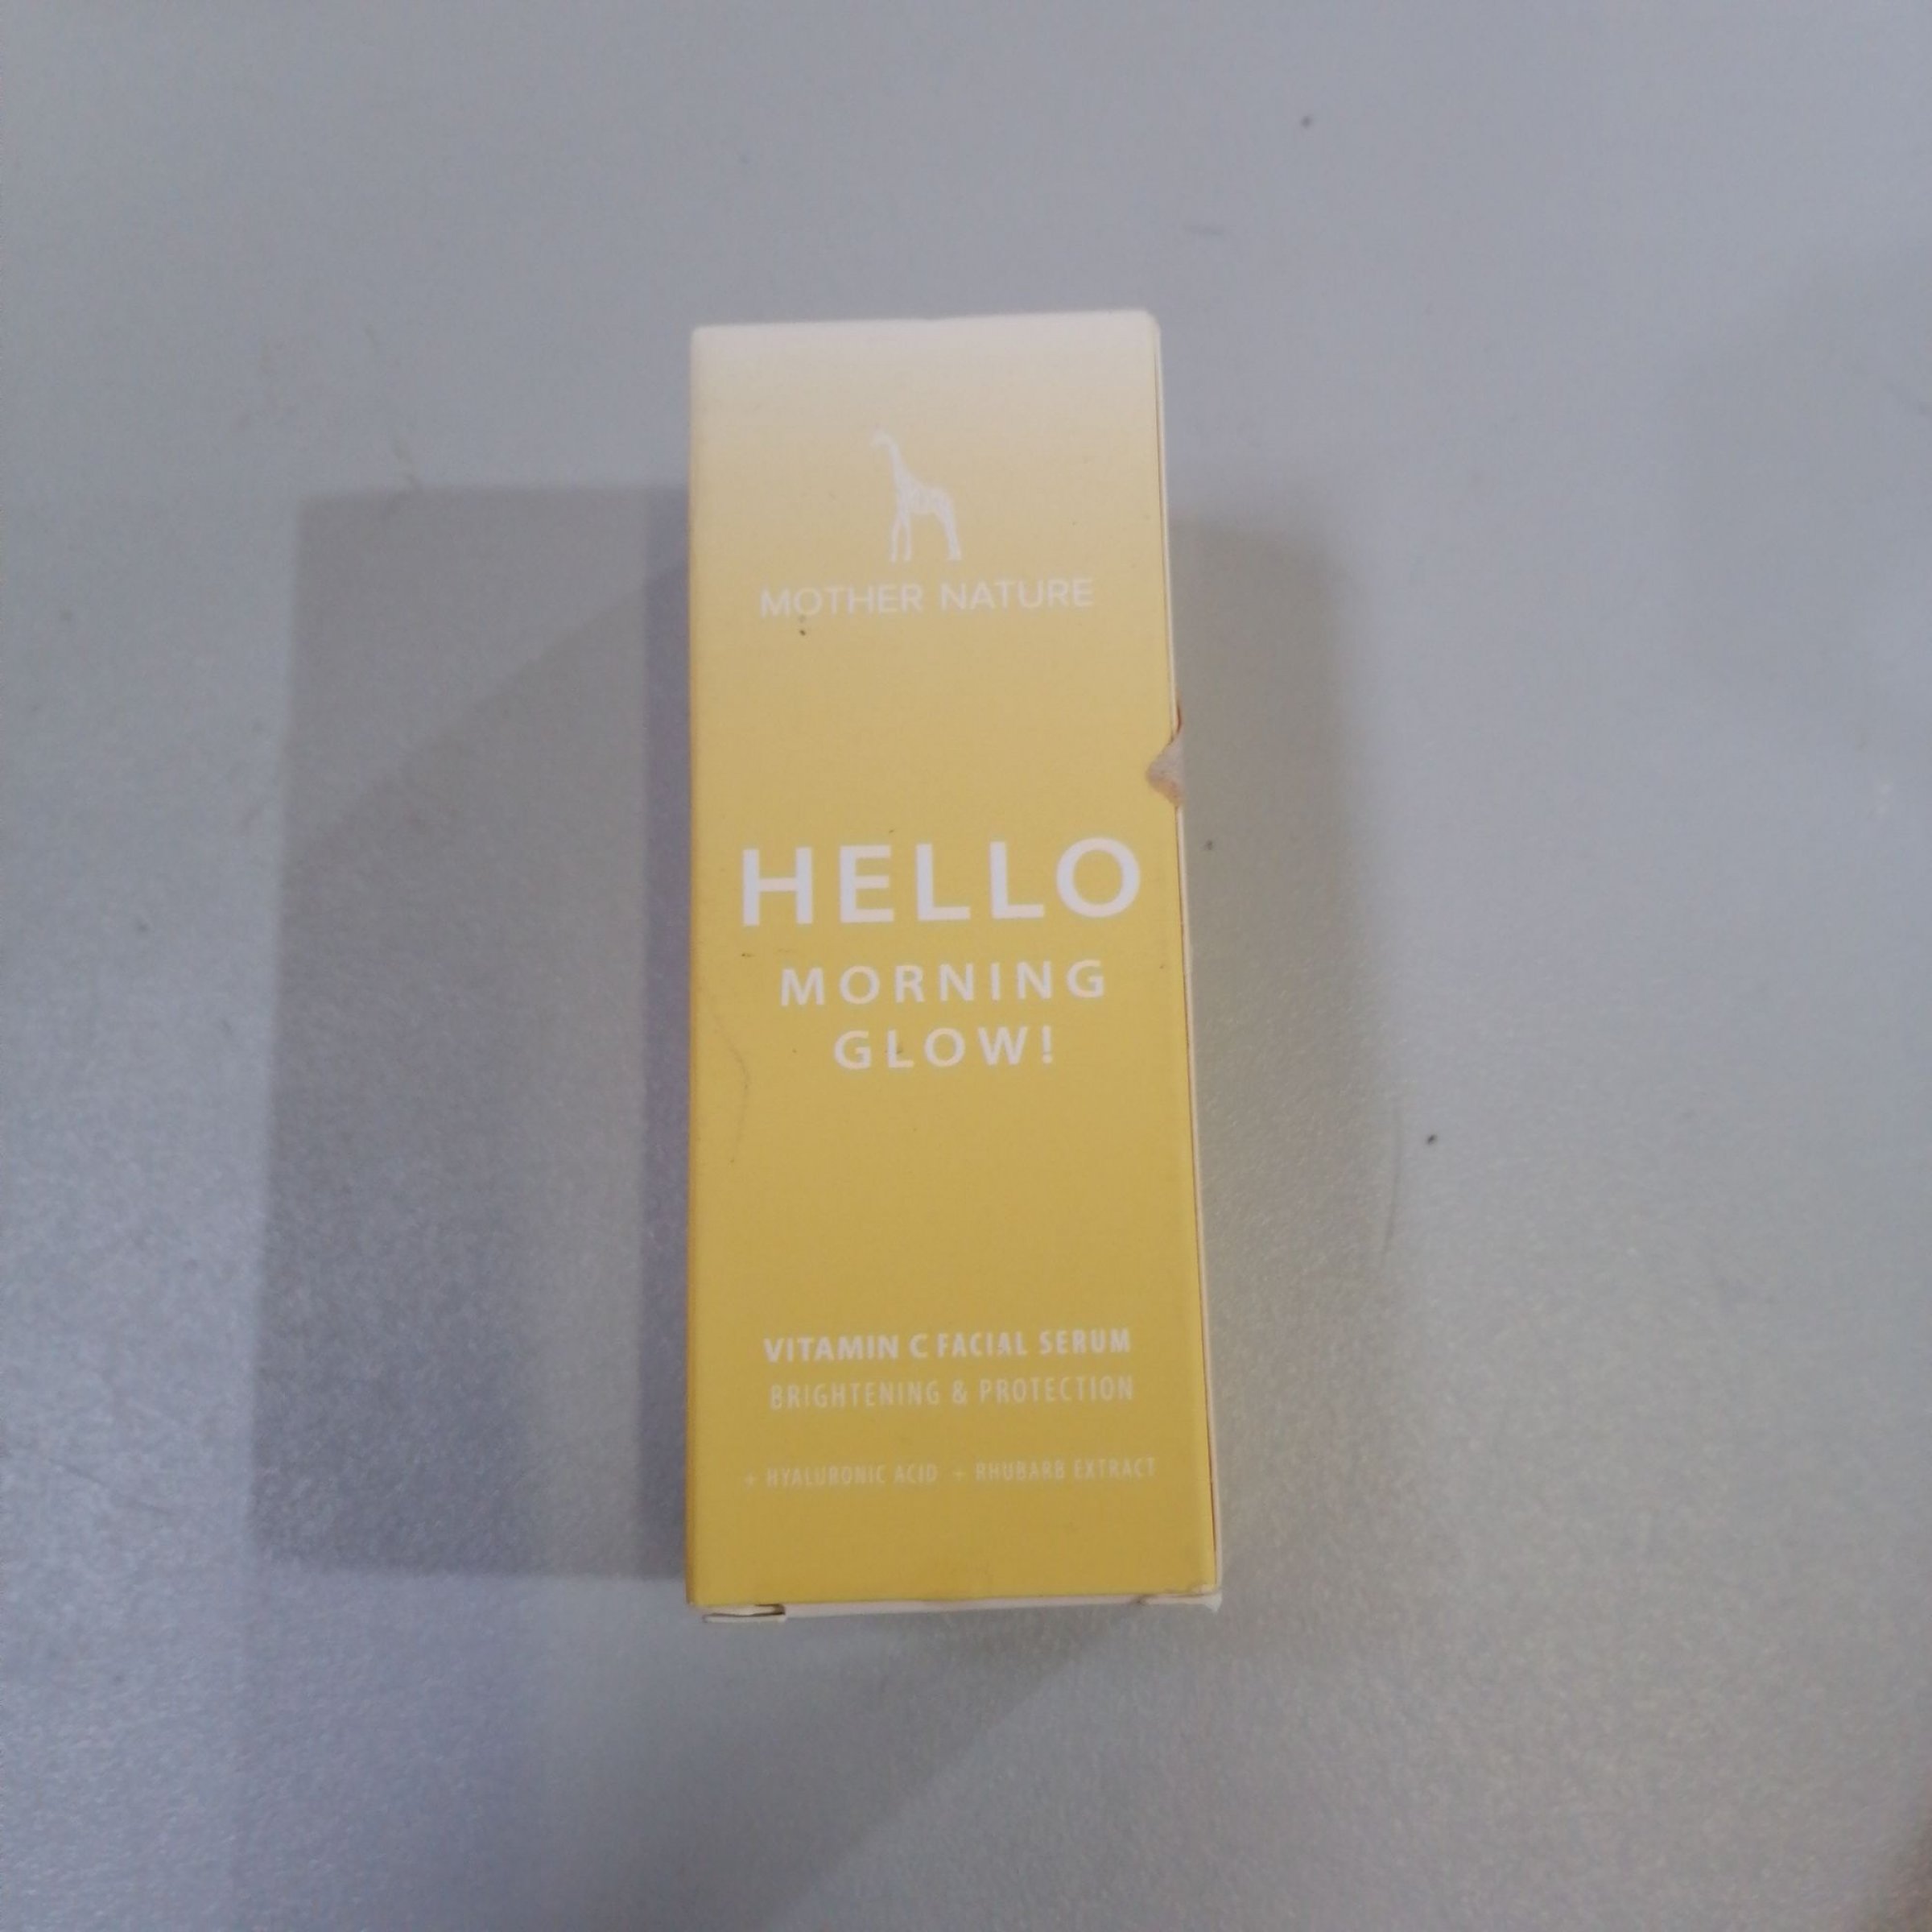 MOTHER NATURE
HELLO
MORNING
GLOW!
VITAMIN C FACIAL SERUM
BRIGHTENING & PROTECTION
+ HYALURONIC ACID + RHUBARB EXTRACT